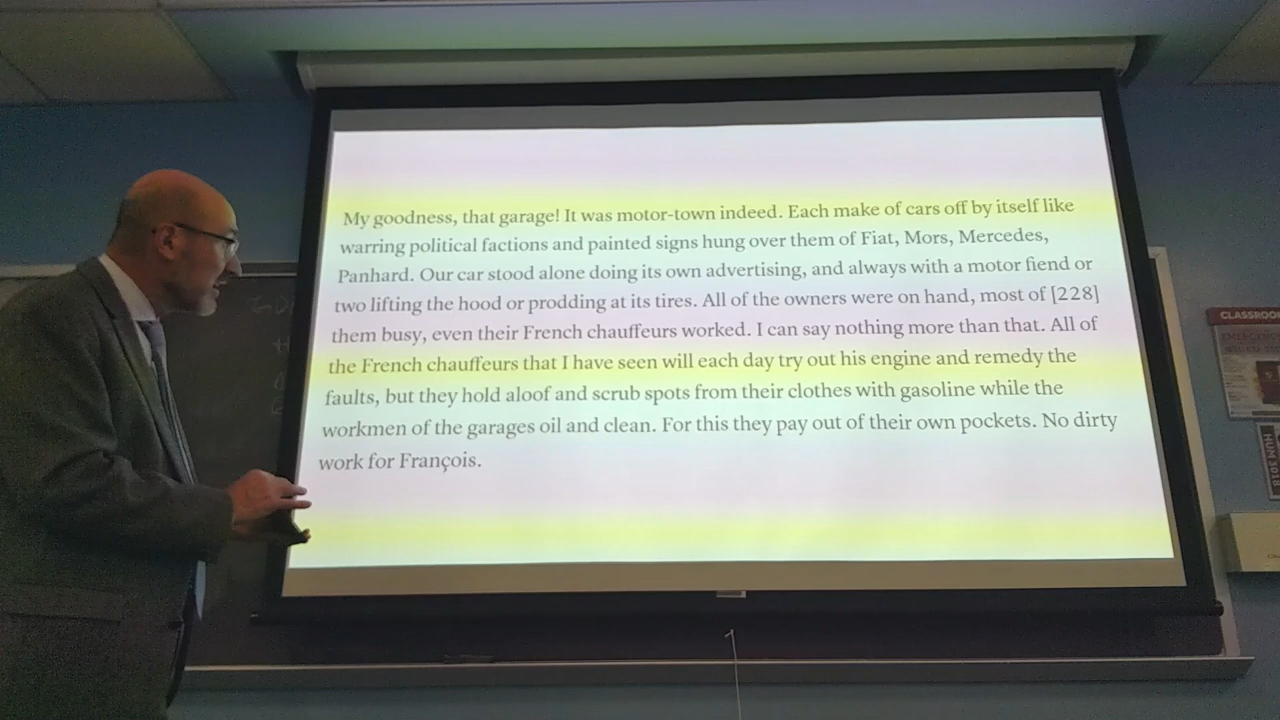 My goodness, that garage! It was motor-town indeed. Each make of cars off by itself like
warring political factions and painted signs hung over them of Fiat, Mors, Mercedes,
Panhard. Our car stood alone doing its own advertising, and always with a motor fiend or
two lifting the hood or prodding at its tires. All of the owners were on hand, most of [228]
them busy, even their French chauffeurs worked. I can say nothing more than that. All of
the French chauffeurs that I have seen will each day try out his engine and remedy the
faults, but they hold aloof and scrub spots from their clothes with gasoline while the
workmen of the garages oil and clean. For this they pay out of their own pockets. No dirty
work for François.
CLASSROO
HUM 3018